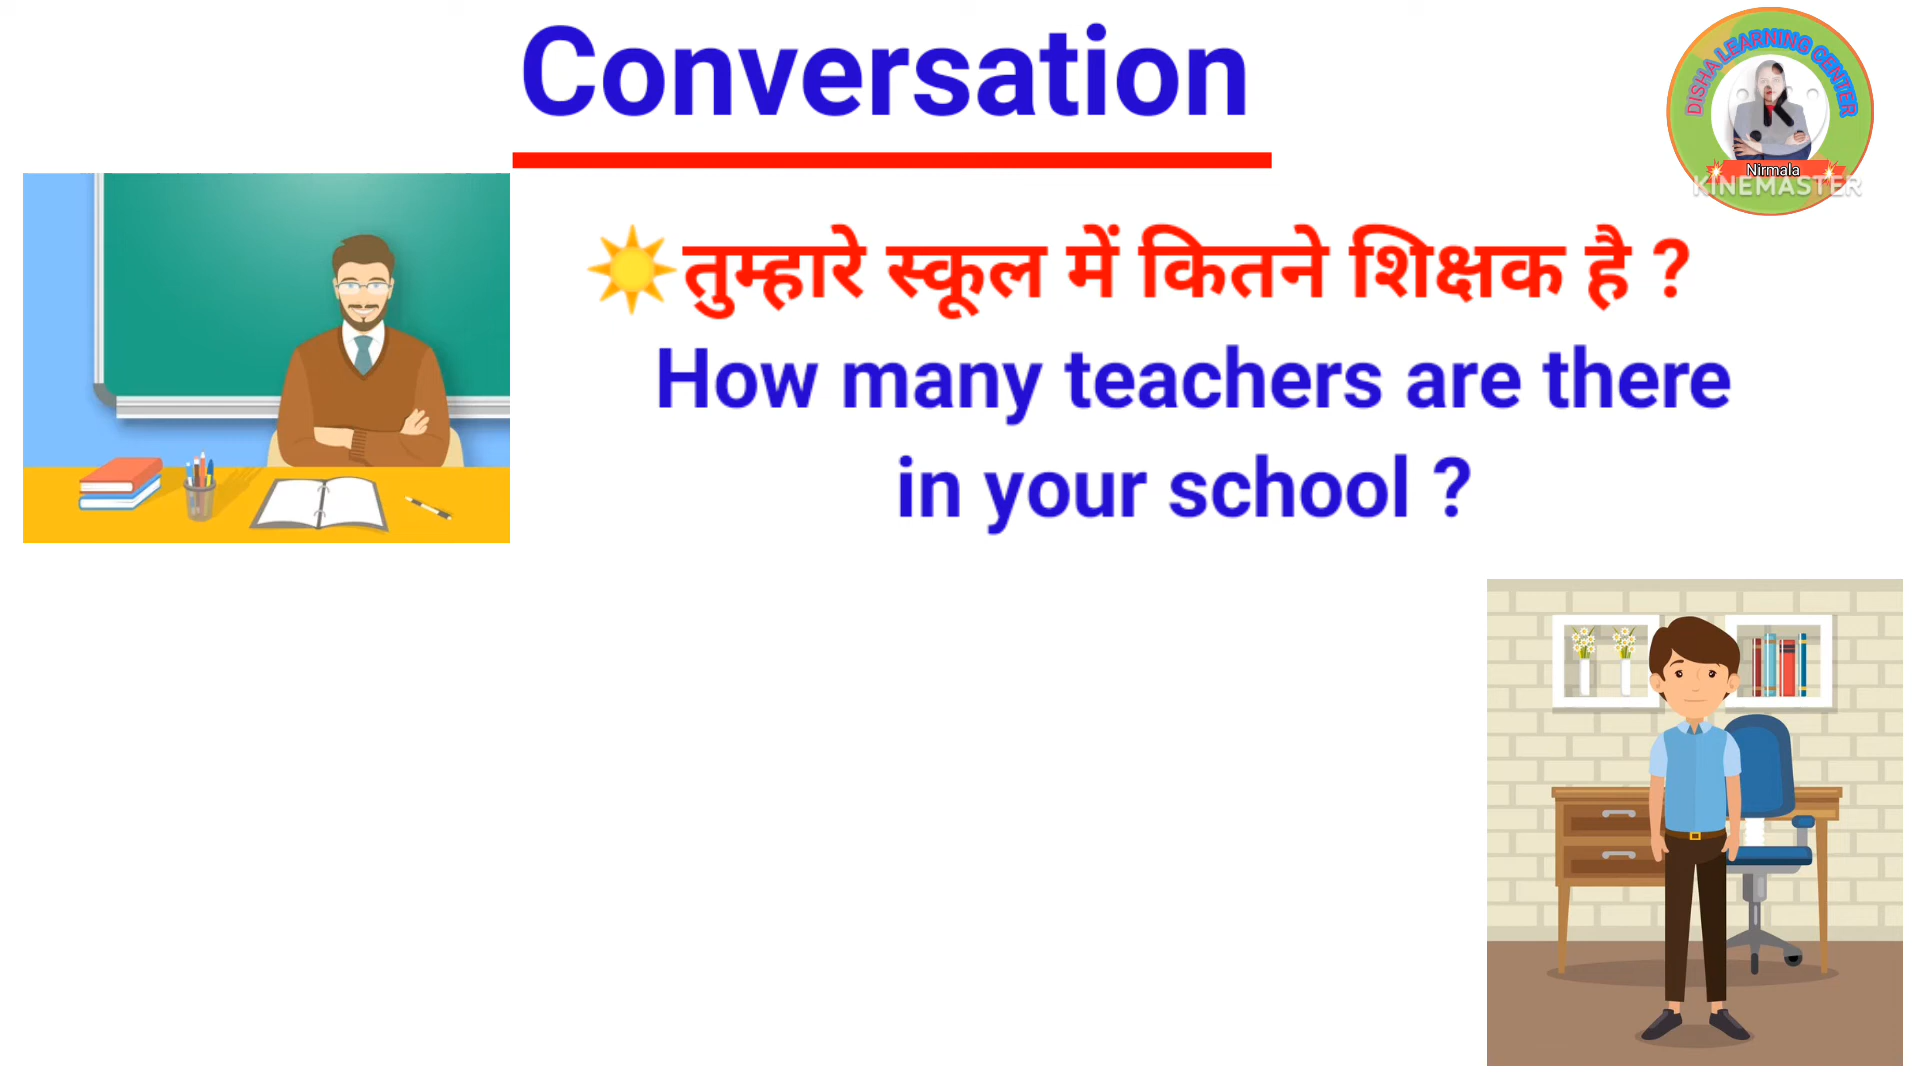 Conversation
DISHA LEARNING CENTER
K
Nirmala
KINEMASTER
☀️तुम्हारे स्कूल में कितने शिक्षक है ?
How many teachers are there
in your school ?